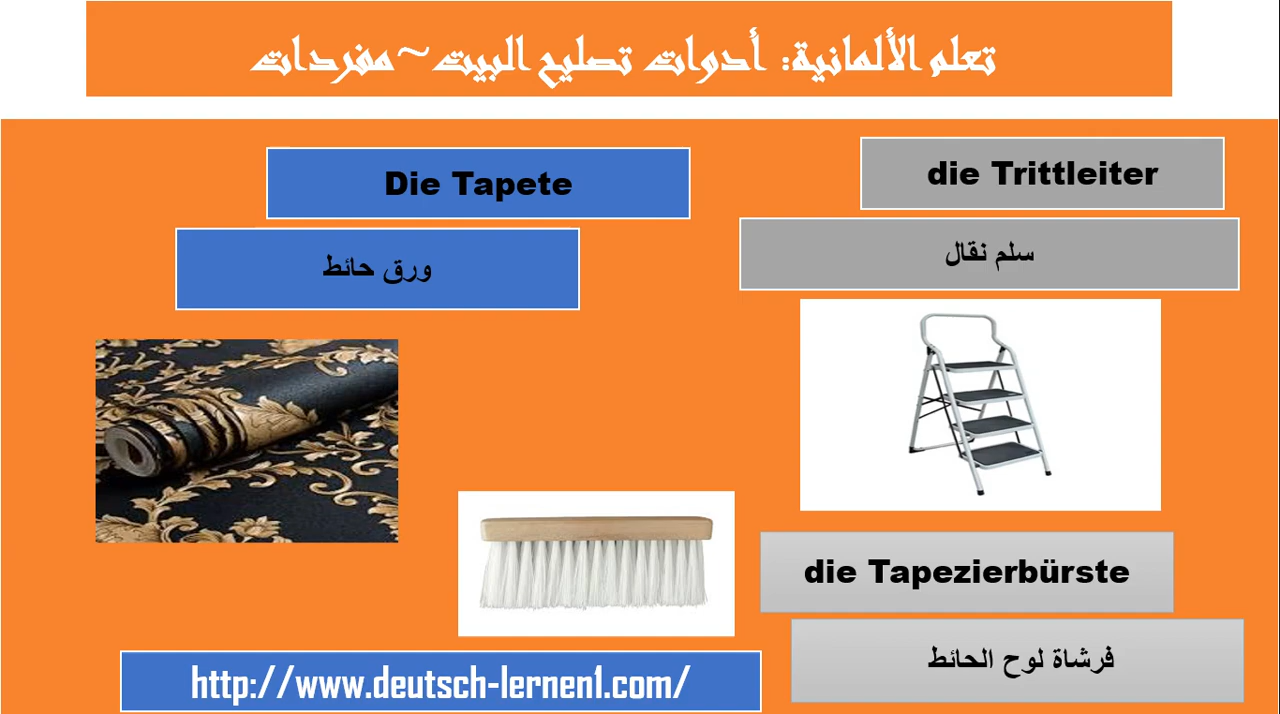 تعلم الألمانية: أدوات تصليح البيت~مفردات
Die Tapete
ورق حائط
die Trittleiter
سلم نقال
die Tapezierbürste
فرشاة لوح الحائط
http://www.deutsch-lernen1.com/